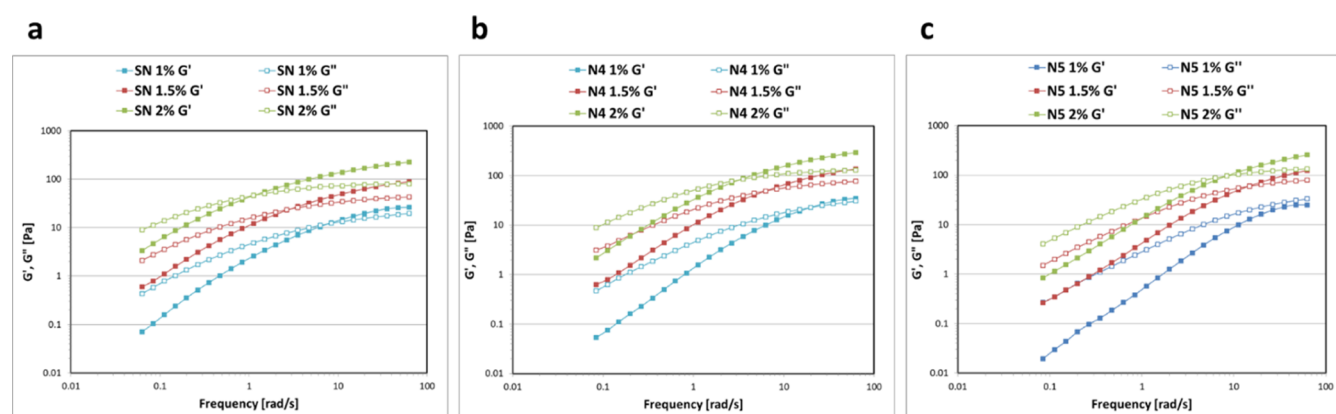 a
SN 1% G' SN 1% G"
SN 1.5% G' SN 1.5% G"
SN 2% G' SN 2% G"
1000
100
10
1
0.1
0.01
0.01 0.1 1 10 100
G', G" [Pa]
Frequency [rad/s]
b
N4 1% G' N4 1% G"
N4 1.5% G' N4 1.5% G"
N4 2% G' N4 2% G"
1000
100
10
1
0.1
0.01
0.01 0.1 1 10 100
G', G" [Pa]
Frequency [rad/s]
c
N5 1% G' N5 1% G''
N5 1.5% G' N5 1.5% G''
N5 2% G' N5 2% G''
1000
100
10
1
0.1
0.01
0.01 0.1 1 10 100
G', G" [Pa]
Frequency [rad/s]